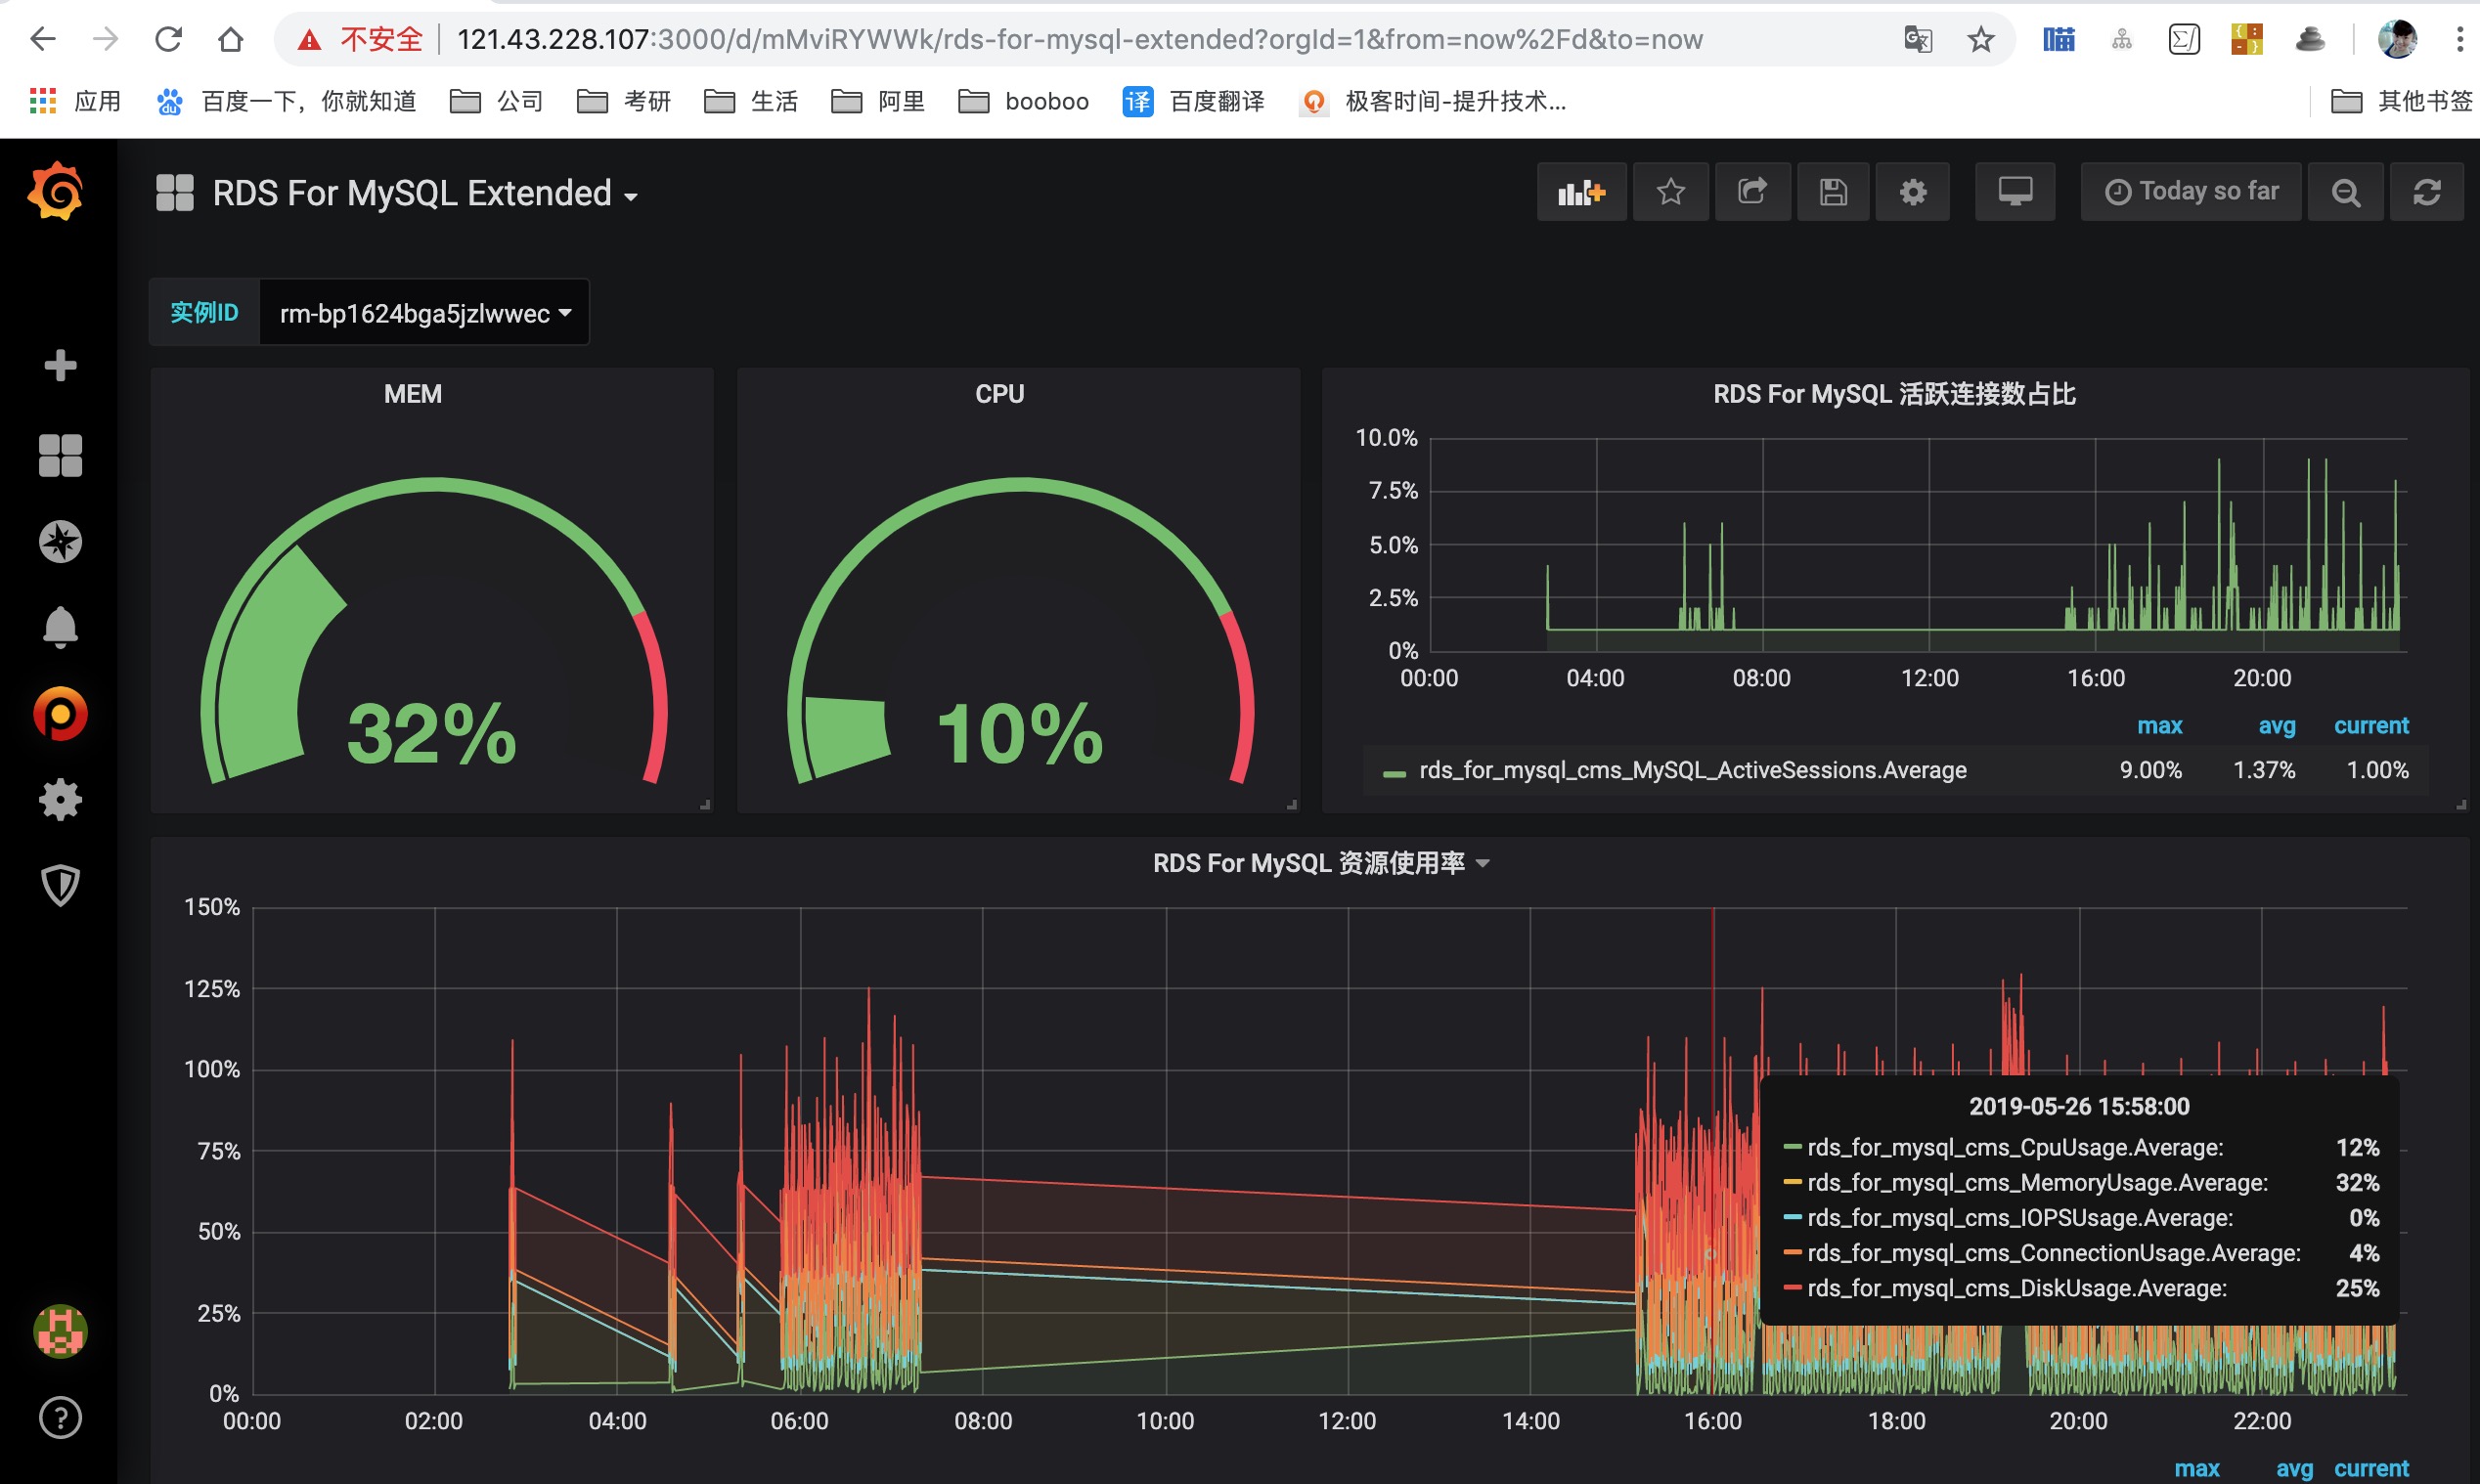 不安全 121.43.228.107:3000/d/mMviRYWWk/rds-for-mysql-extended?orgId=1&from=now%2Fd&to=now
应用 百度一下，你就知道 公司 考研 生活 阿里 booboo 译 百度翻译 极客时间-提升技术... 其他书签
RDS For MySQL Extended
Today so far
实例ID rm-bp1624bga5jzlwwec
MEM
32%
CPU
10%
RDS For MySQL 活跃连接数占比
10.0%
7.5%
5.0%
2.5%
0%
00:00 04:00 08:00 12:00 16:00 20:00
max avg current
rds_for_mysql_cms_MySQL_ActiveSessions.Average 9.00% 1.37% 1.00%
RDS For MySQL 资源使用率
150%
125%
100%
75%
50%
25%
0%
00:00 02:00 04:00 06:00 08:00 10:00 12:00 14:00 16:00 18:00 20:00 22:00
2019-05-26 15:58:00
rds_for_mysql_cms_CpuUsage.Average: 12%
rds_for_mysql_cms_MemoryUsage.Average: 32%
rds_for_mysql_cms_IOPSUsage.Average: 0%
rds_for_mysql_cms_ConnectionUsage.Average: 4%
rds_for_mysql_cms_DiskUsage.Average: 25%
max avg current